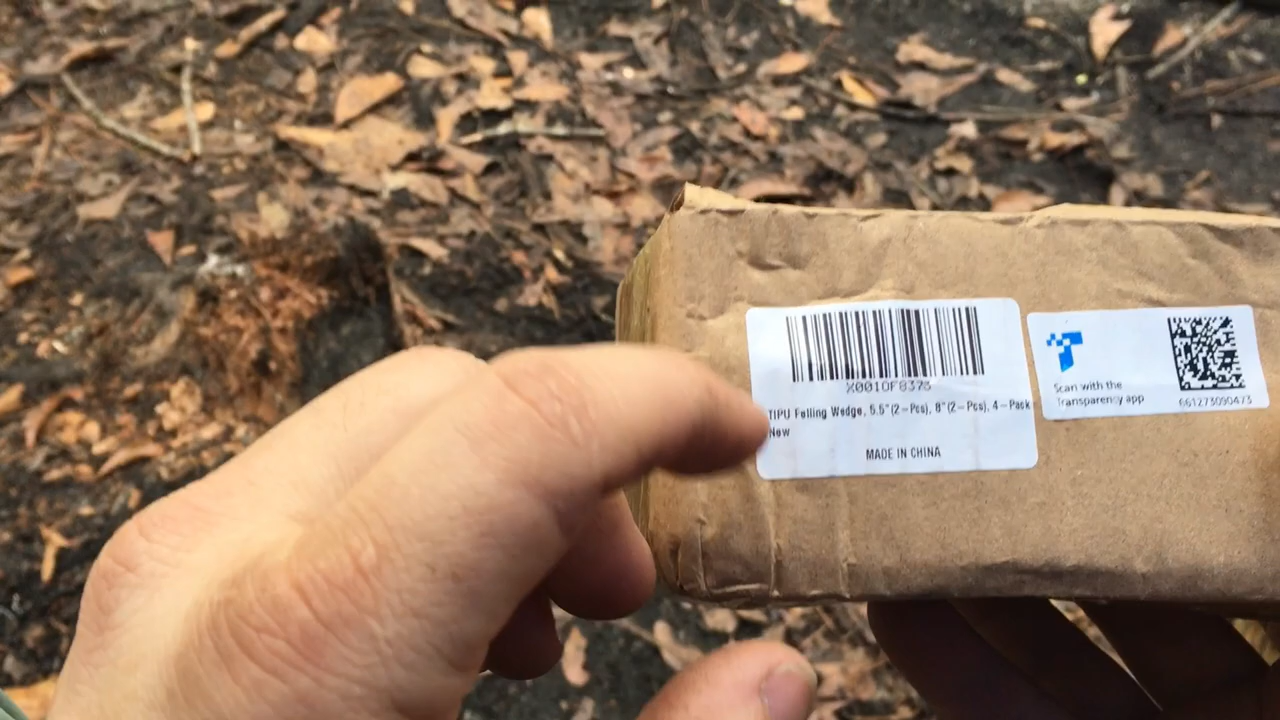 X001OF8373
TIPU Felling Wedge, 5.5"(2-Pcs), 8"(2-Pcs), 4-Pack
New
MADE IN CHINA
Scan with the
Transparency app
661273090473